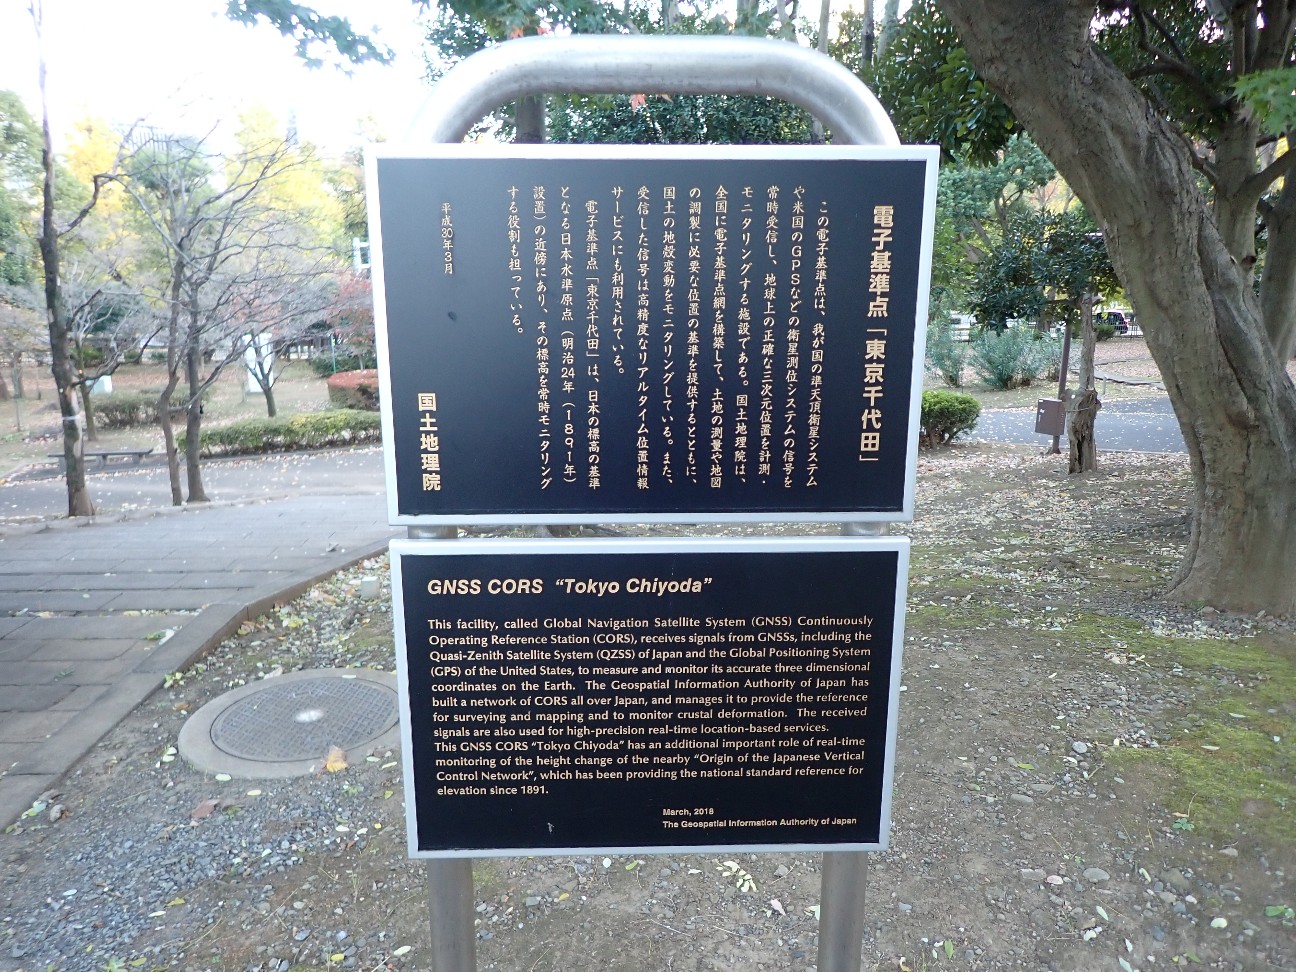 電子基準点「東京千代田」
この電子基準点は、我が国の準天頂衛星システム
や米国のGPSなどの衛星測位システムの信号を
常時受信し、地球上の正確な三次元位置を計測・
モニタリングする施設である。国土地理院は、
全国に電子基準点網を構築して、土地の測量や地図
の調製に必要な位置の基準を提供するとともに、
国土の地殻変動をモニタリングしている。また、
受信した信号は高精度なリアルタイム位置情報
サービスにも利用されている。
電子基準点「東京千代田」は、日本の標高の基準
となる日本水準原点（明治24年（1891年）
設置）の近傍にあり、その標高を常時モニタリング
する役割も担っている。
平成30年3月
国土地理院
GNSS CORS “Tokyo Chiyoda”
This facility, called Global Navigation Satellite System (GNSS) Continuously
Operating Reference Station (CORS), receives signals from GNSSs, including the
Quasi-Zenith Satellite System (QZSS) of Japan and the Global Positioning System
(GPS) of the United States, to measure and monitor its accurate three dimensional
coordinates on the Earth. The Geospatial Information Authority of Japan has
built a network of CORS all over Japan, and manages it to provide the reference
for surveying and mapping and to monitor crustal deformation. The received
signals are also used for high-precision real-time location-based services.
This GNSS CORS “Tokyo Chiyoda” has an additional important role of real-time
monitoring of the height change of the nearby “Origin of the Japanese Vertical
Control Network”, which has been providing the national standard reference for
elevation since 1891.
March, 2018
The Geospatial Information Authority of Japan